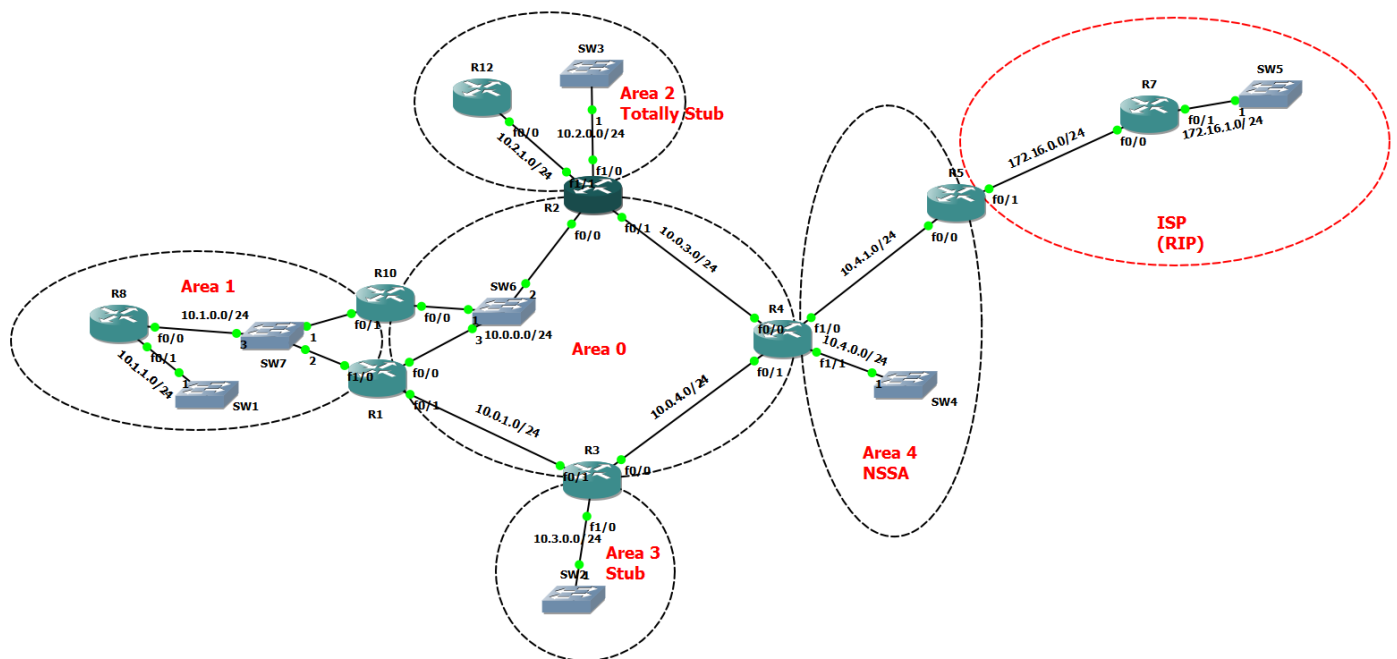 SW3
R12
Area 2
Totally Stub
1
f0/0
10.2.0.0/24
10.2.1.0/24
f1/0
f1/1
R2
f0/0
f0/1
10.0.3.0/24
R7
SW5
f0/1
1
172.16.1.0/24
f0/0
172.16.0.0/24
R5
f0/1
f0/0
ISP
(RIP)
10.4.1.0/24
Area 1
R8
10.1.0.0/24
f0/0
3
SW7
f0/1
10.1.1.0/24
1
SW1
R10
f0/1
1
2
f0/0
SW6
2
1
10.0.0.0/24
3
f1/0
f0/0
R1
f0/1
Area 0
R4
f0/0
f1/0
10.4.0.0/24
f0/1
f1/1
1
SW4
10.0.1.0/24
10.0.4.0/24
Area 4
NSSA
R3
f0/1
f0/0
f1/0
10.3.0.0/24
Area 3
Stub
SW2
1